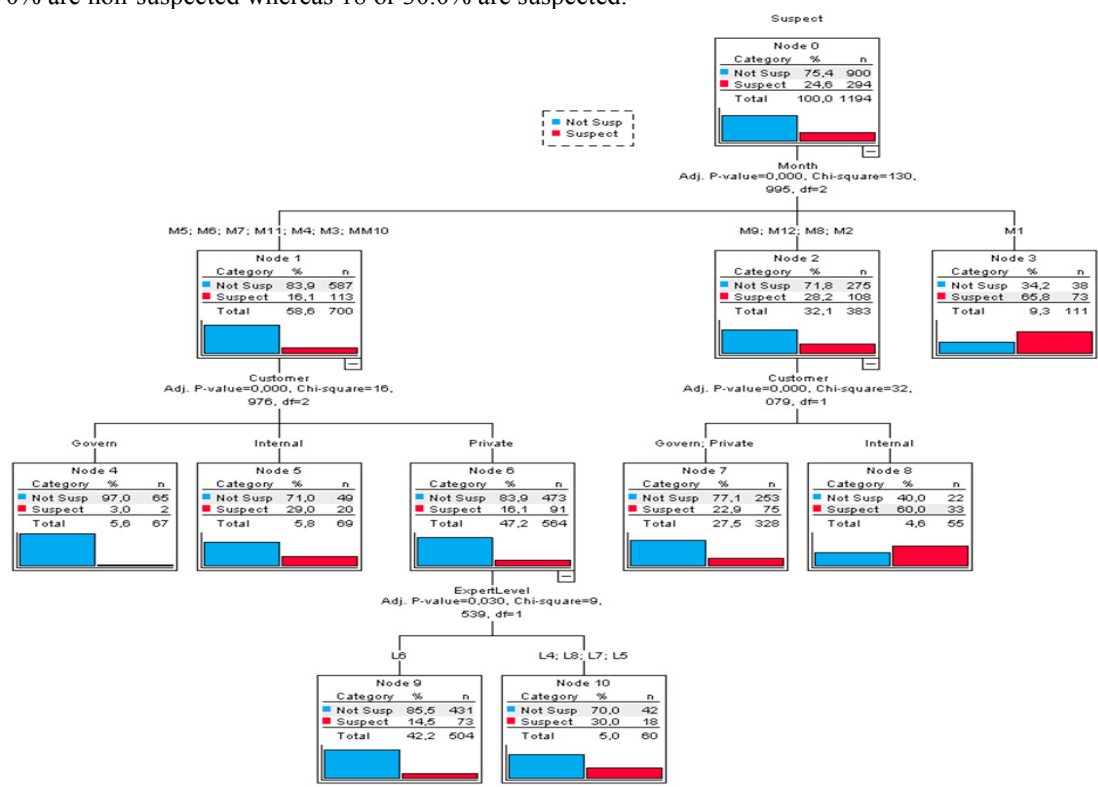 0% are non-suspected whereas 18 or 30.0% are suspected.
Suspect
Node 0
Category % n
Not Susp 75,4 900
Suspect 24,6 294
Total 100,0 1194
Not Susp
Suspect
Month
Adj. P-value=0,000, Chi-square=130,
995, df=2
M5; M6; M7; M11; M4; M3; MM10
M9; M12; M8; M2
M1
Node 1
Category % n
Not Susp 83,9 587
Suspect 16,1 113
Total 58,6 700
Node 2
Category % n
Not Susp 71,8 275
Suspect 28,2 108
Total 32,1 383
Node 3
Category % n
Not Susp 34,2 38
Suspect 65,8 73
Total 9,3 111
Customer
Adj. P-value=0,000, Chi-square=16,
976, df=2
Customer
Adj. P-value=0,000, Chi-square=32,
079, df=1
Govern
Internal
Private
Govern; Private
Internal
Node 4
Category % n
Not Susp 97,0 65
Suspect 3,0 2
Total 5,6 67
Node 5
Category % n
Not Susp 71,0 49
Suspect 29,0 20
Total 5,8 69
Node 6
Category % n
Not Susp 83,9 473
Suspect 16,1 91
Total 47,2 564
Node 7
Category % n
Not Susp 77,1 253
Suspect 22,9 75
Total 27,5 328
Node 8
Category % n
Not Susp 40,0 22
Suspect 60,0 33
Total 4,6 55
ExpertLevel
Adj. P-value=0,030, Chi-square=9,
539, df=1
L6
L4; L8; L7; L5
Node 9
Category % n
Not Susp 85,5 431
Suspect 14,5 73
Total 42,2 504
Node 10
Category % n
Not Susp 70,0 42
Suspect 30,0 18
Total 5,0 60